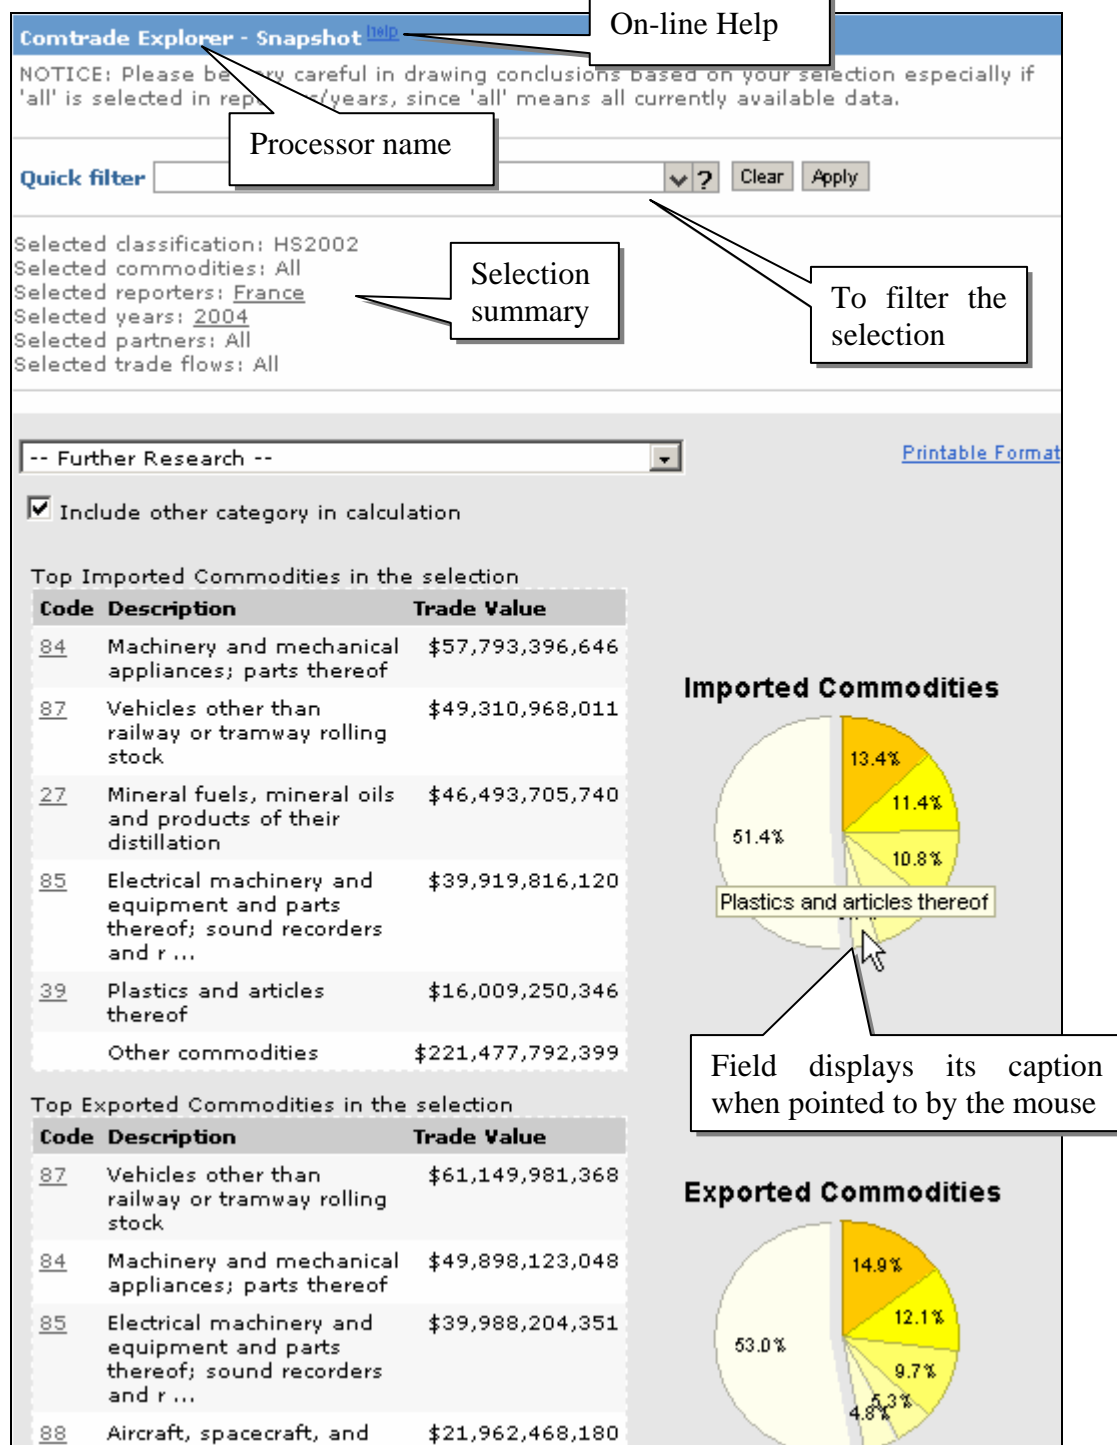 On-line Help
Comtrade Explorer - Snapshot help
NOTICE: Please be very careful in drawing conclusions based on your selection especially if
'all' is selected in reporters/years, since 'all' means all currently available data.
Processor name
Quick filter
?
Clear
Apply
Selected classification: HS2002
Selected commodities: All
Selected reporters: France
Selected years: 2004
Selected partners: All
Selected trade flows: All
Selection
summary
To filter the
selection
-- Further Research --
Printable Format
Include other category in calculation
Top Imported Commodities in the selection
Code Description Trade Value
84 Machinery and mechanical $57,793,396,646
appliances; parts thereof
87 Vehicles other than $49,310,968,011
railway or tramway rolling
stock
27 Mineral fuels, mineral oils $46,493,705,740
and products of their
distillation
85 Electrical machinery and $39,919,816,120
equipment and parts
thereof; sound recorders
and r ...
39 Plastics and articles $16,009,250,346
thereof
Other commodities $221,477,792,399
Imported Commodities
13.4%
11.4%
51.4%
10.8%
Plastics and articles thereof
Field displays its caption
when pointed to by the mouse
Top Exported Commodities in the selection
Code Description Trade Value
87 Vehicles other than $61,149,981,368
railway or tramway rolling
stock
84 Machinery and mechanical $49,898,123,048
appliances; parts thereof
85 Electrical machinery and $39,988,204,351
equipment and parts
thereof; sound recorders
and r ...
88 Aircraft, spacecraft, and $21,962,468,180
Exported Commodities
14.9%
12.1%
53.0%
9.7%
5.3%
4.8%